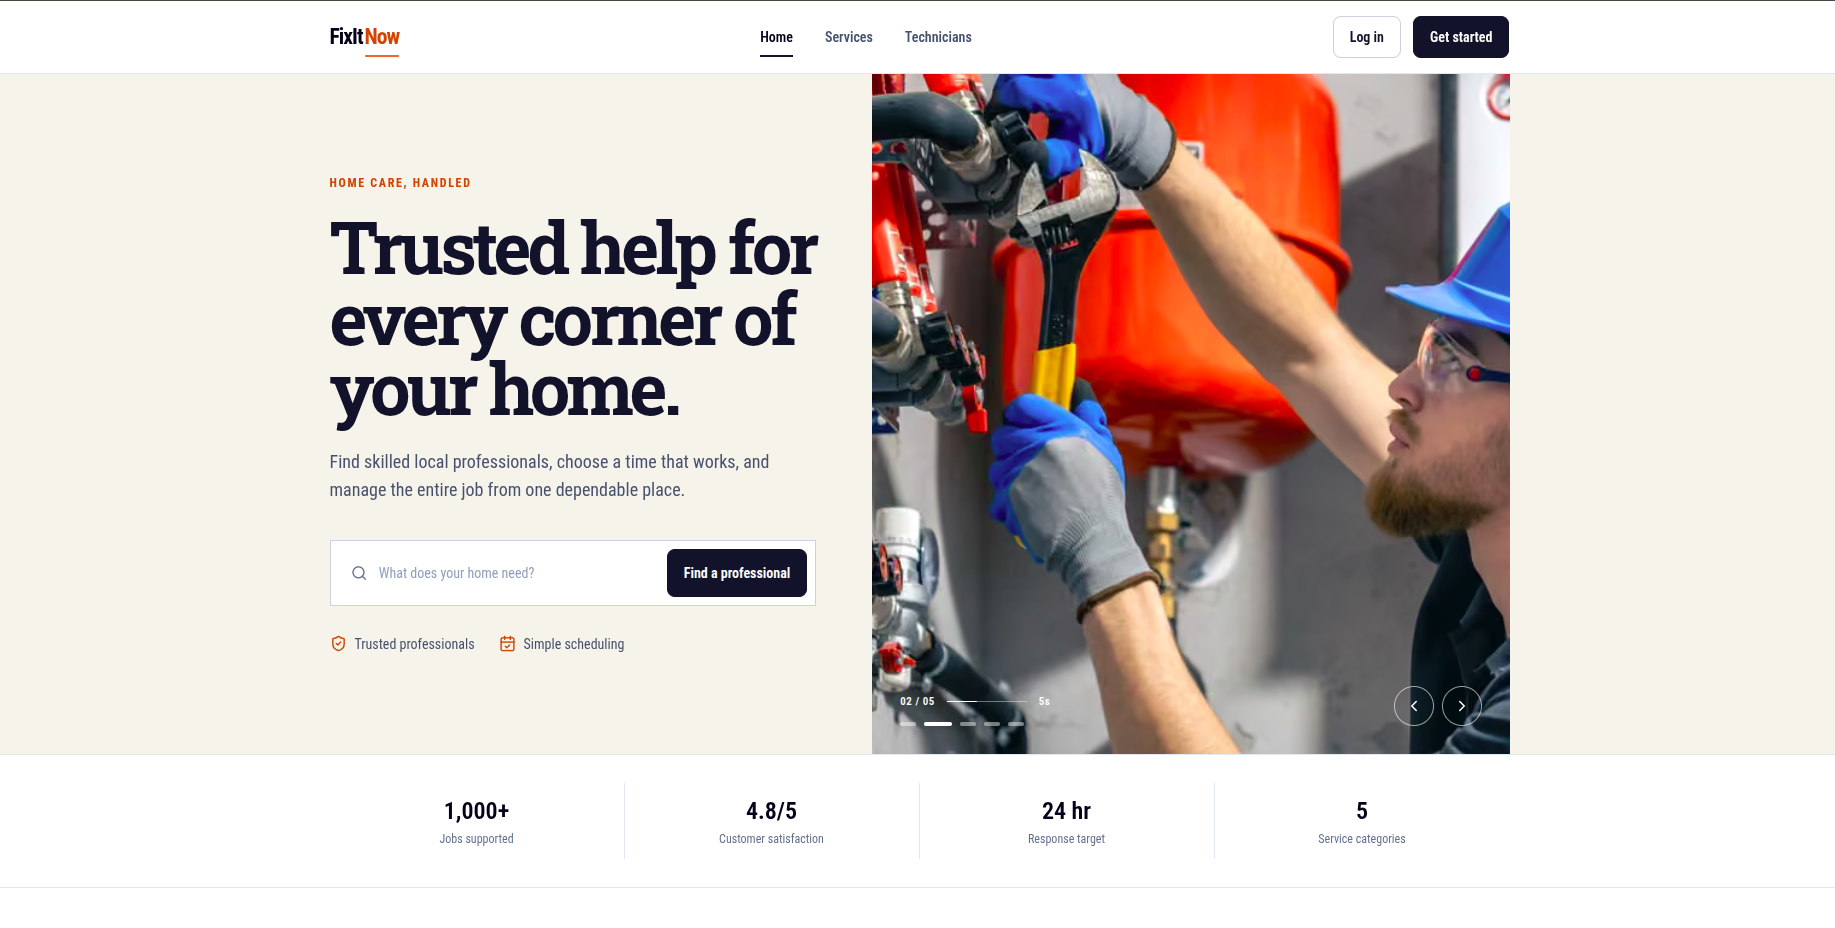 FixItNow
Home
Services
Technicians
Log in
Get started
HOME CARE, HANDLED
Trusted help for
every corner of
your home.
Find skilled local professionals, choose a time that works, and
manage the entire job from one dependable place.
What does your home need?
Find a professional
Trusted professionals
Simple scheduling
02 / 05
5s
1,000+
Jobs supported
4.8/5
Customer satisfaction
24 hr
Response target
5
Service categories